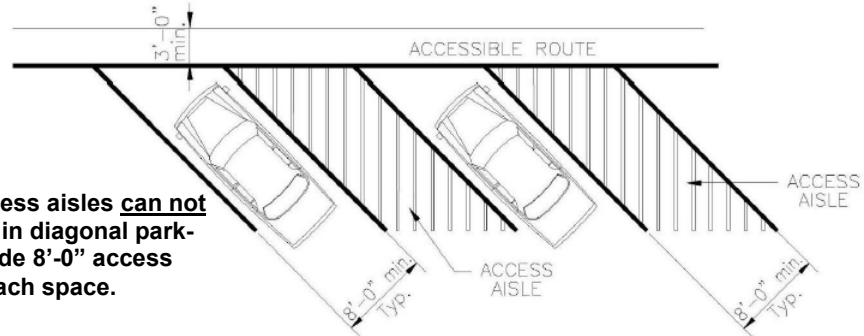 3'-0"
min.
ACCESSIBLE ROUTE
ess aisles can not
in diagonal park-
de 8'-0" access
ach space.
ACCESS
AISLE
ACCESS
AISLE
8'-0" min.
Typ.
8'-0" min.
Typ.